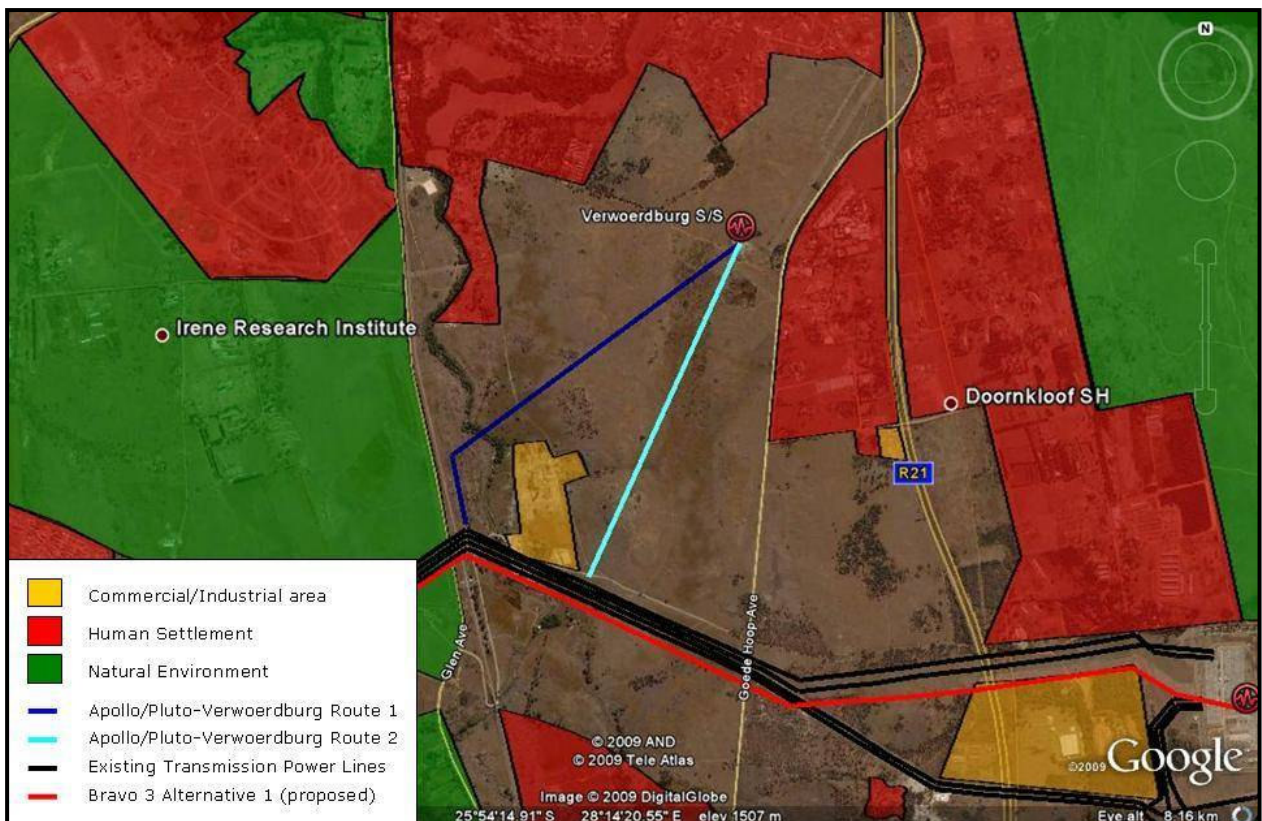 N
Verwoerdburg S/S
Irene Research Institute
Doornkloof SH
R21
Glen Ave
Goede Hoop-Ave
Commercial/Industrial area
Human Settlement
Natural Environment
Apollo/Pluto-Verwoerdburg Route 1
Apollo/Pluto-Verwoerdburg Route 2
Existing Transmission Power Lines
Bravo 3 Alternative 1 (proposed)
© 2009 AND
© 2009 Tele Atlas
Image © 2009 DigitalGlobe
©2009 Google
25°54'14.91" S 28°14'20.55" E elev 1507 m
Eye alt 8.16 km